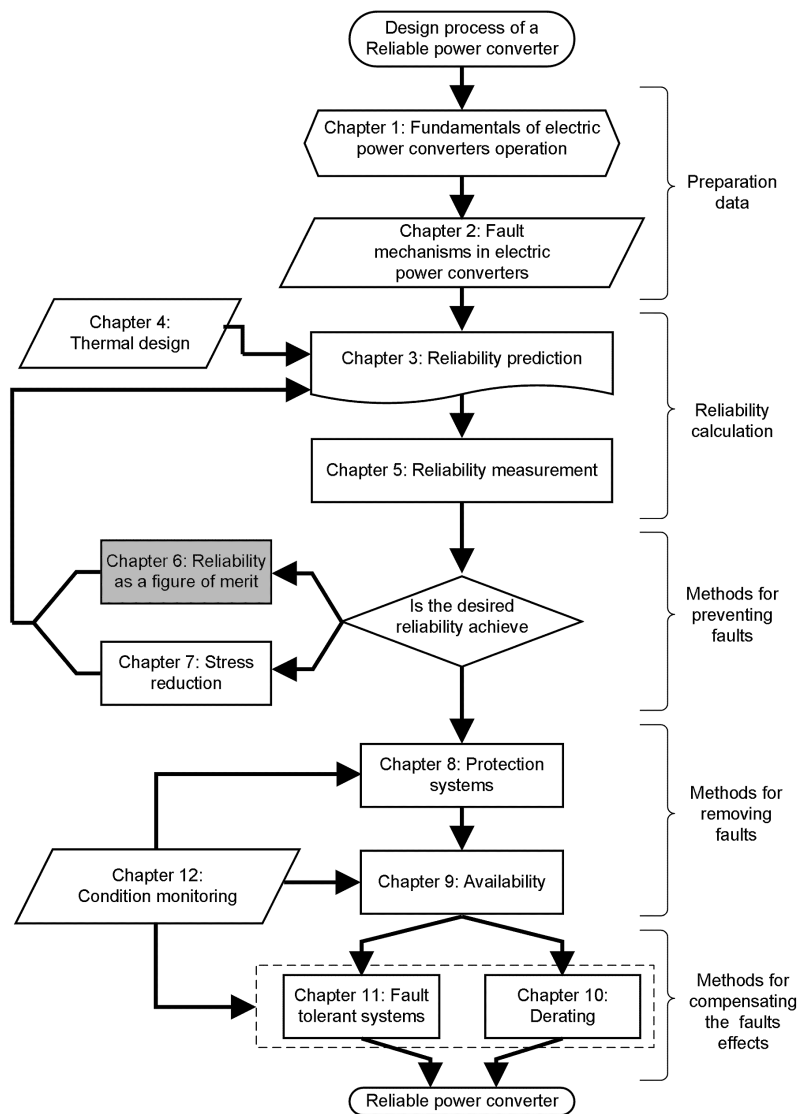 Design process of a
Reliable power converter
Chapter 1: Fundamentals of electric
power converters operation
Preparation
data
Chapter 2: Fault
mechanisms in electric
power converters
Chapter 4:
Thermal design
Chapter 3: Reliability prediction
Reliability
calculation
Chapter 5: Reliability measurement
Chapter 6: Reliability
as a figure of merit
Is the desired
reliability achieve
Methods for
preventing
faults
Chapter 7: Stress
reduction
Chapter 8: Protection
systems
Methods for
removing
faults
Chapter 12:
Condition monitoring
Chapter 9: Availability
Chapter 11: Fault
tolerant systems
Chapter 10:
Derating
Methods for
compensating
the faults
effects
Reliable power converter